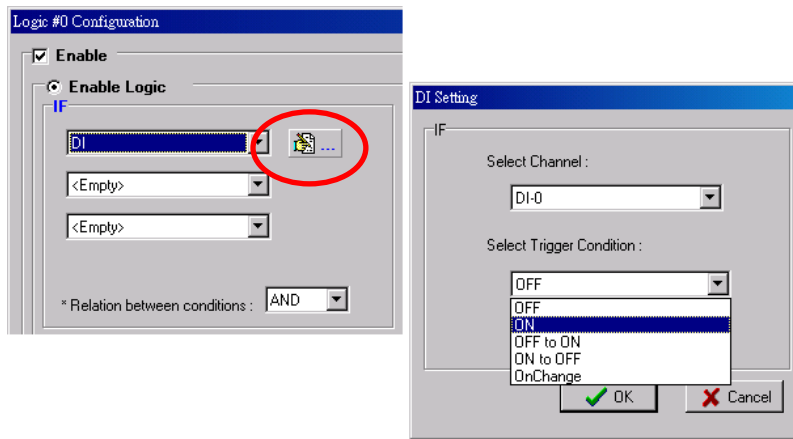 Logic #0 Configuration
Enable
Enable Logic
IF
DI
...
<Empty>
<Empty>
* Relation between conditions :
AND
DI Setting
IF
Select Channel :
DI-0
Select Trigger Condition :
OFF
OFF
ON
OFF to ON
ON to OFF
OnChange
OK
Cancel